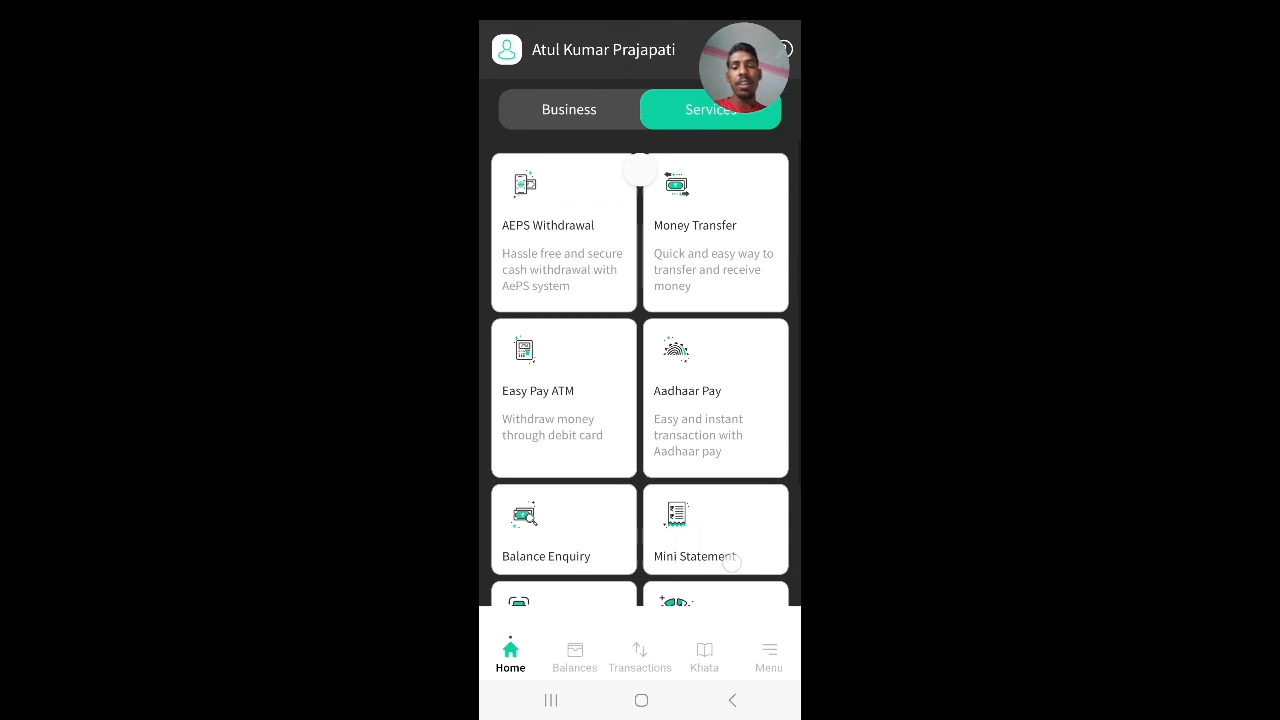 Atul Kumar Prajapati
Business
Services
AEPS Withdrawal
Hassle free and secure
cash withdrawal with
AePS system
Money Transfer
Quick and easy way to
transfer and receive
money
Easy Pay ATM
Withdraw money
through debit card
Aadhaar Pay
Easy and instant
transaction with
Aadhaar pay
Balance Enquiry
Mini Statement
Home
Balances
Transactions
Khata
Menu